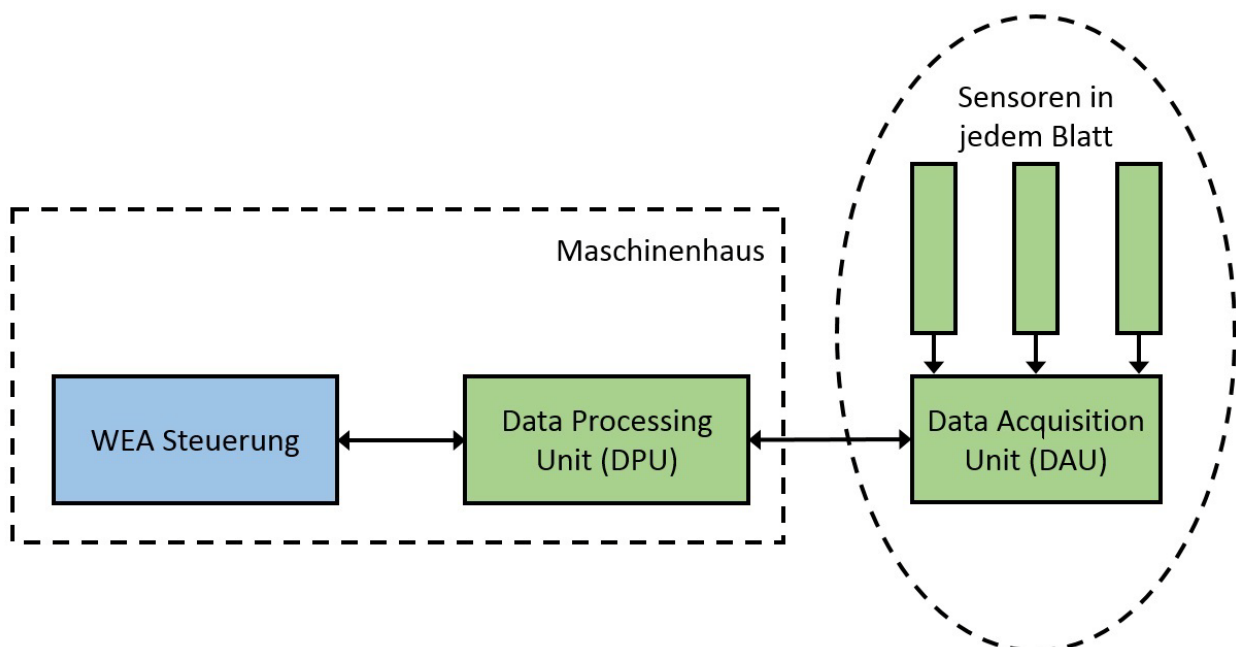 Sensoren in
jedem Blatt
Maschinenhaus
WEA Steuerung
Data Processing
Unit (DPU)
Data Acquisition
Unit (DAU)